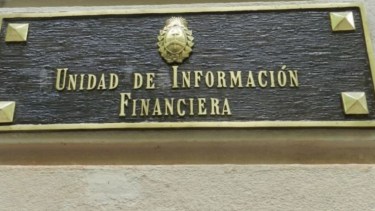 UNIDAD DE INFORMACIÓN
FINANCIERA